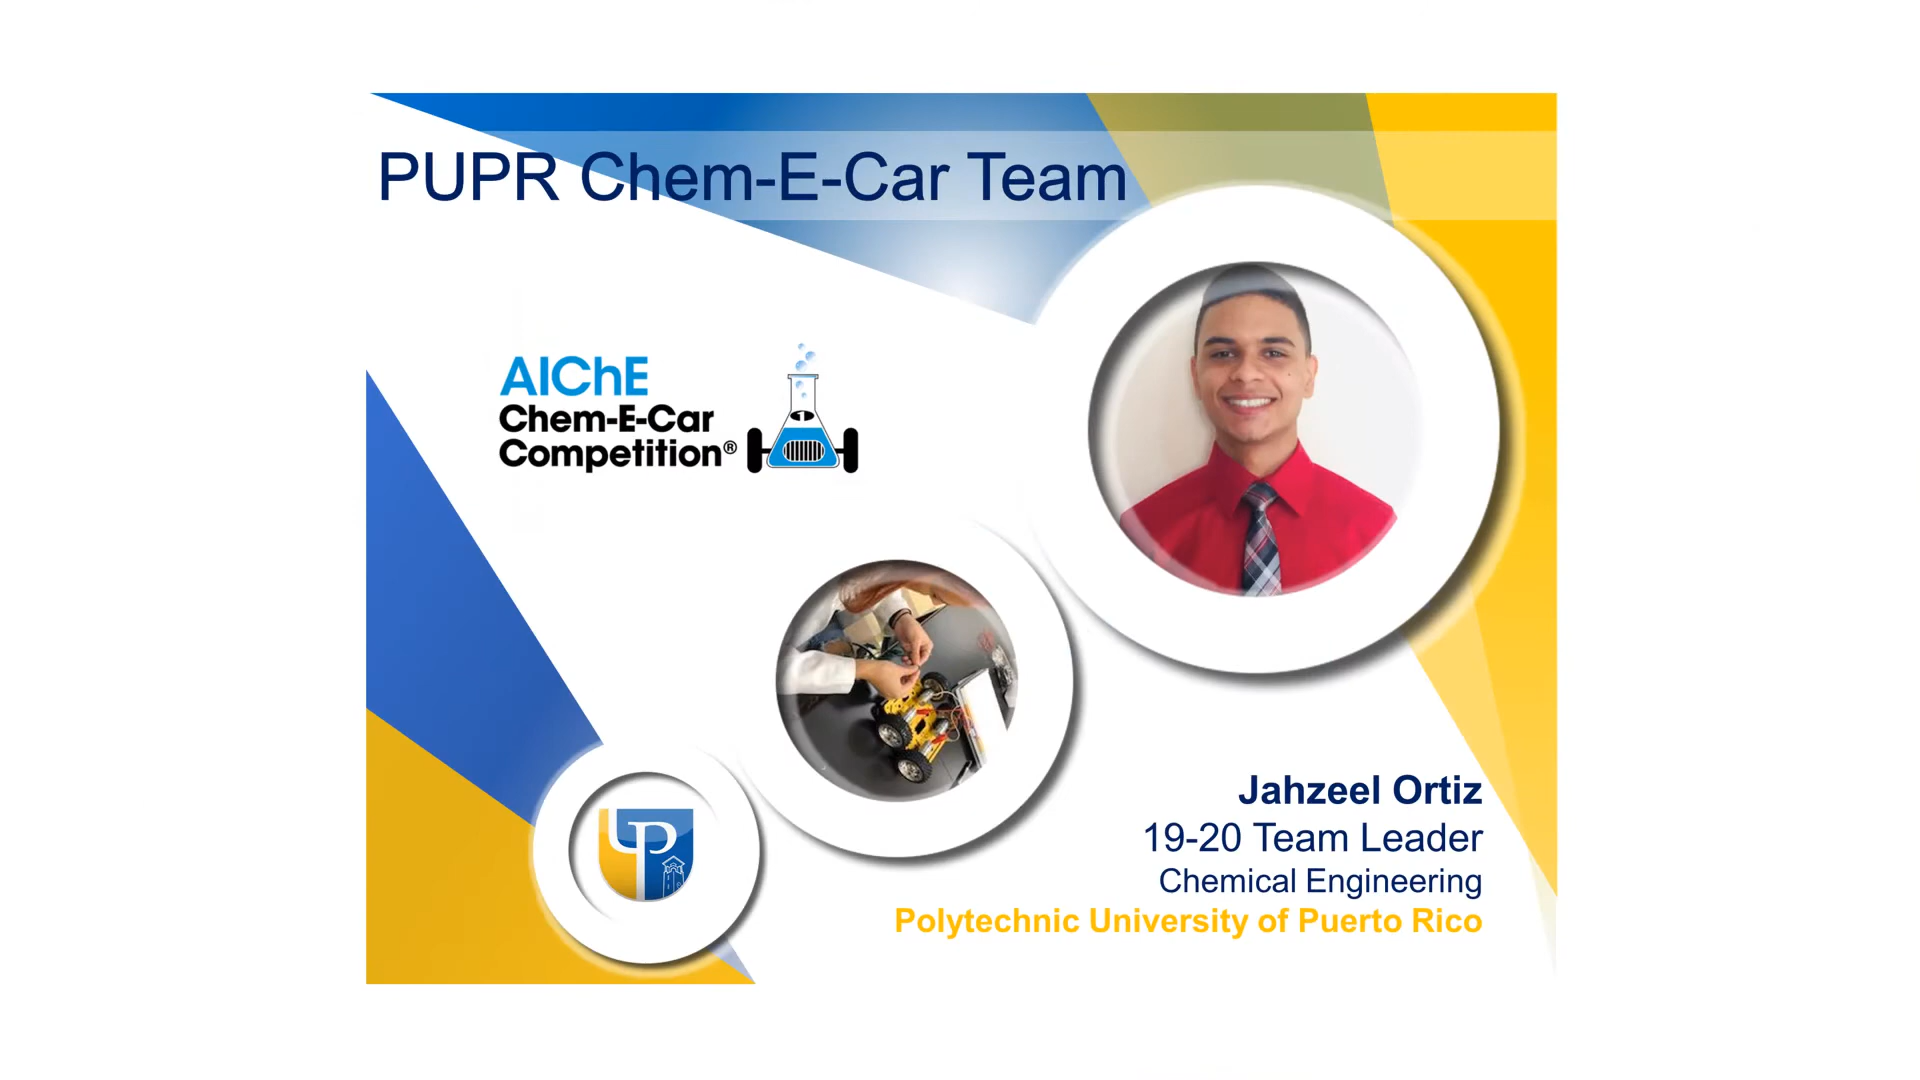 PUPR Chem-E-Car Team
AIChE
Chem-E-Car
Competition®
1
P
Jahzeel Ortiz
19-20 Team Leader
Chemical Engineering
Polytechnic University of Puerto Rico